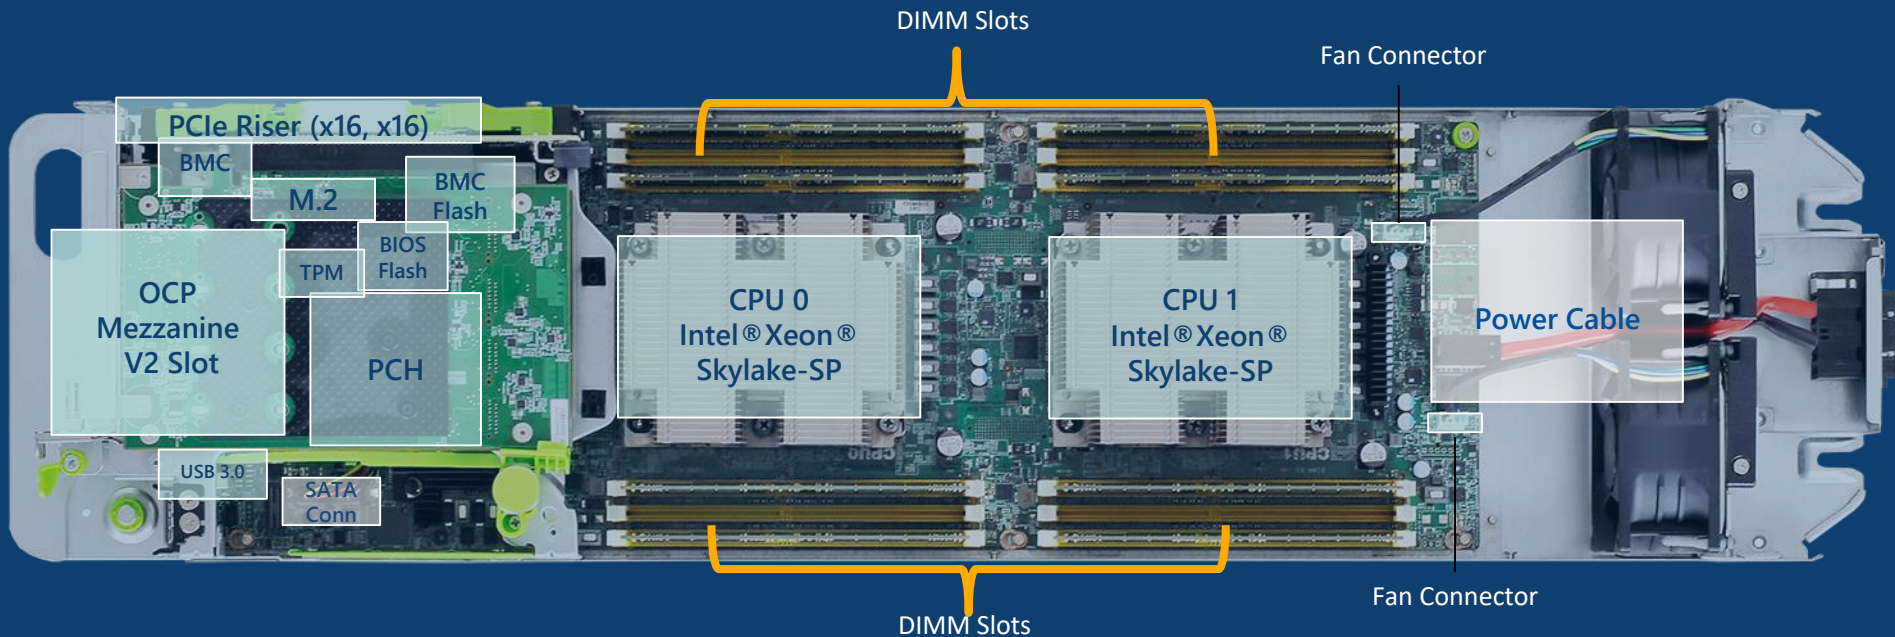 DIMM Slots
Fan Connector
PCIe Riser (x16, x16)
BMC
M.2
BMC
Flash
BIOS
Flash
TPM
OCP
Mezzanine
V2 Slot
PCH
CPU 0
Intel® Xeon®
Skylake-SP
CPU 1
Intel® Xeon®
Skylake-SP
Power Cable
USB 3.0
SATA
Conn
CPU0
CPU1
Fan Connector
DIMM Slots